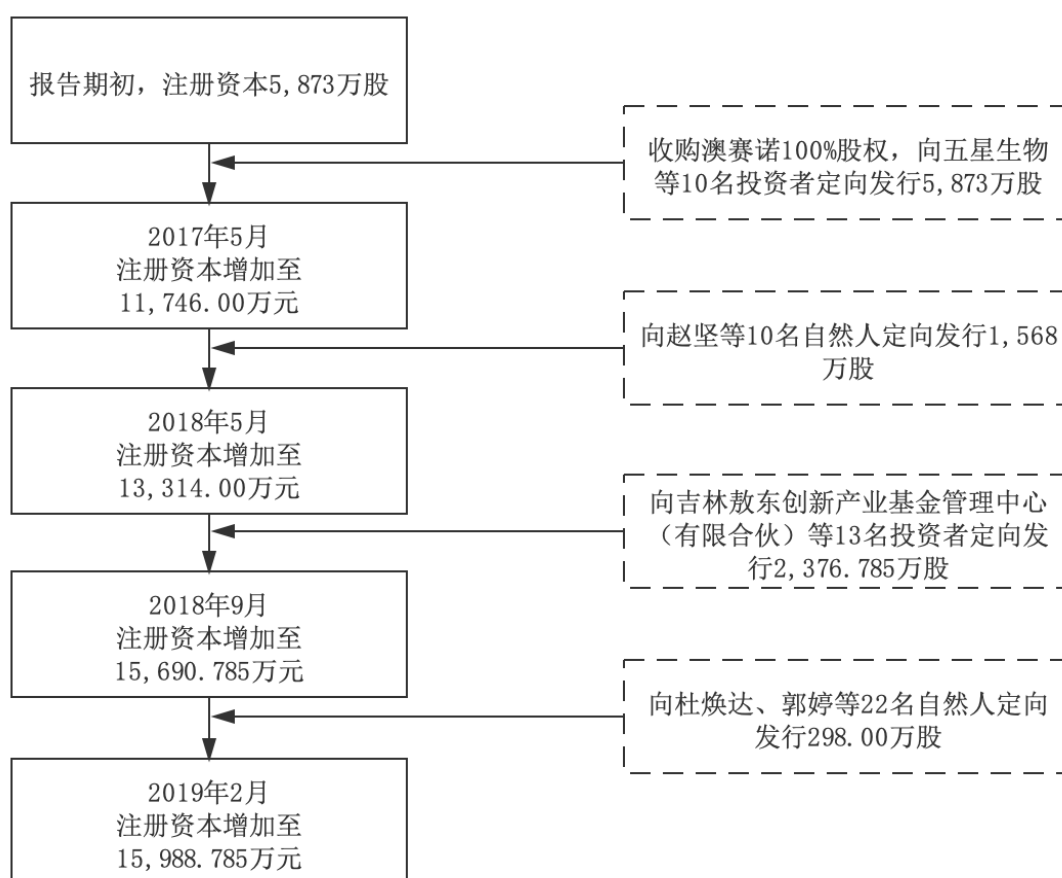 报告期初，注册资本5,873万股
收购澳赛诺100%股权，向五星生物
等10名投资者定向发行5,873万股
2017年5月
注册资本增加至
11,746.00万元
向赵坚等10名自然人定向发行1,568
万股
2018年5月
注册资本增加至
13,314.00万元
向吉林敖东创新产业基金管理中心
（有限合伙）等13名投资者定向发
行2,376.785万股
2018年9月
注册资本增加至
15,690.785万元
向杜焕达、郭婷等22名自然人定向
发行298.00万股
2019年2月
注册资本增加至
15,988.785万元